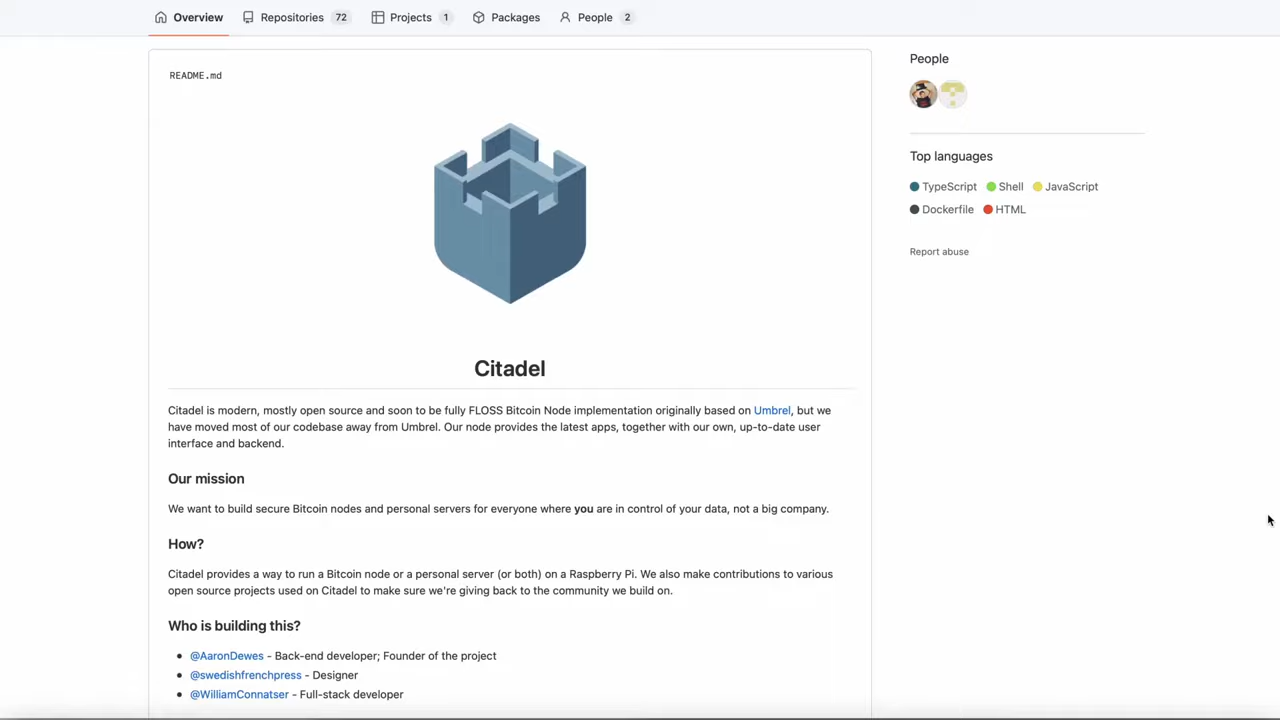 Overview Repositories 72 Projects 1 Packages People 2
README.md
People
Top languages
TypeScript Shell JavaScript
Dockerfile HTML
Report abuse
Citadel
Citadel is modern, mostly open source and soon to be fully FLOSS Bitcoin Node implementation originally based on Umbrel, but we
have moved most of our codebase away from Umbrel. Our node provides the latest apps, together with our own, up-to-date user
interface and backend.
Our mission
We want to build secure Bitcoin nodes and personal servers for everyone where you are in control of your data, not a big company.
How?
Citadel provides a way to run a Bitcoin node or a personal server (or both) on a Raspberry Pi. We also make contributions to various
open source projects used on Citadel to make sure we're giving back to the community we build on.
Who is building this?
@AaronDewes - Back-end developer; Founder of the project
@swedishfrenchpress - Designer
@WilliamConnatser - Full-stack developer